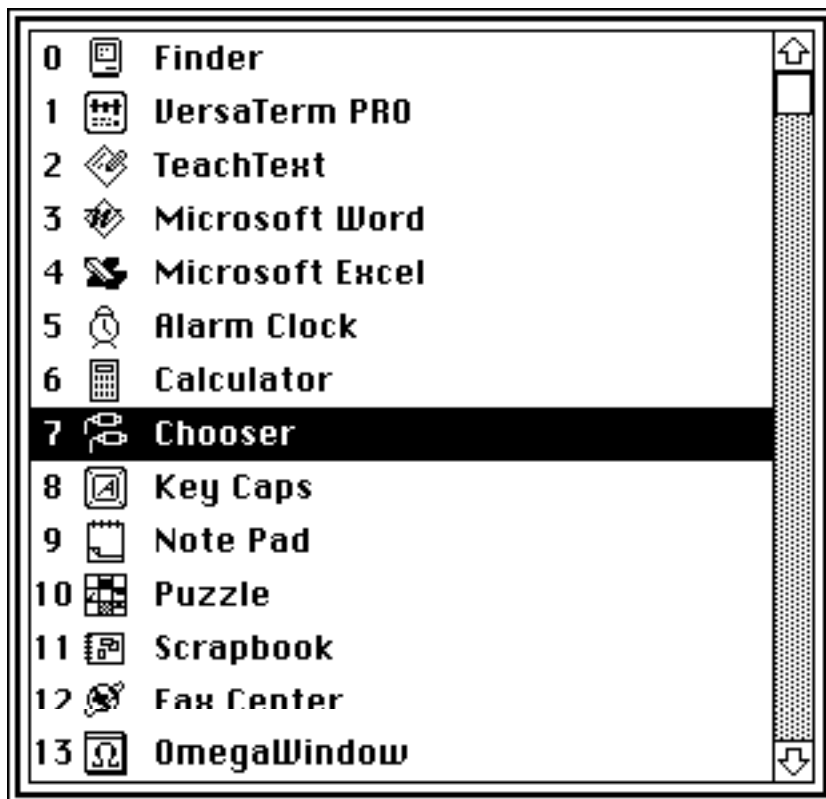 0 Finder
1 VersaTerm PRO
2 TeachText
3 Microsoft Word
4 Microsoft Excel
5 Alarm Clock
6 Calculator
7 Chooser
8 Key Caps
9 Note Pad
10 Puzzle
11 Scrapbook
12 Fax Center
13 OmegaWindow